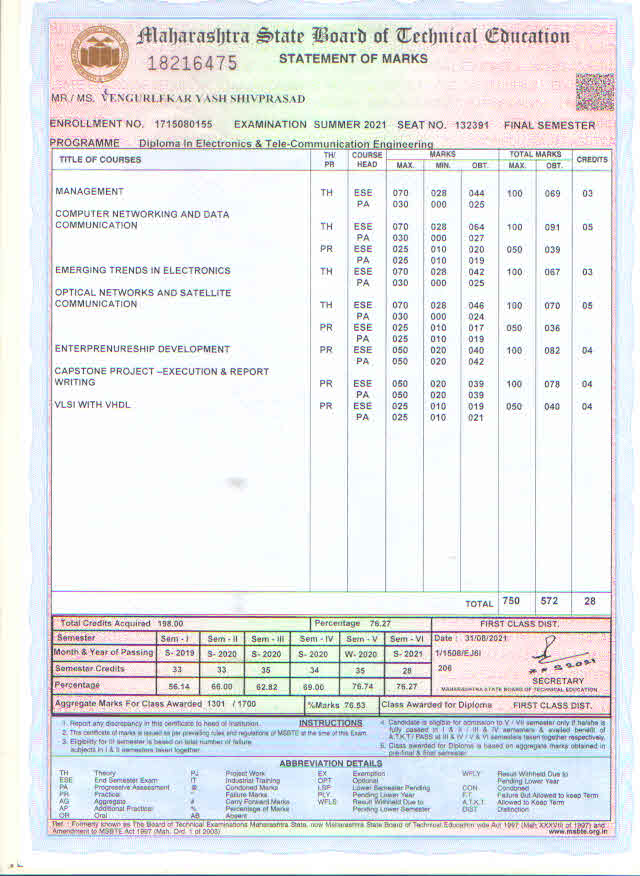 Maharashtra State Board of Technical Education
18216475
STATEMENT OF MARKS
MR / MS. VENGURLEKAR YASH SHIVPRASAD
ENROLLMENT NO. 1715080155 EXAMINATION SUMMER 2021 SEAT NO. 132391 FINAL SEMESTER
PROGRAMME Diploma In Electronics & Tele-Communication Engineering
TITLE OF COURSES TH/ PR COURSE HEAD MARKS MAX. MIN. OBT. TOTAL MARKS MAX. OBT. CREDITS
MANAGEMENT TH ESE 070 028 044 100 069 03
PA 030 000 025
COMPUTER NETWORKING AND DATA
COMMUNICATION TH ESE 070 028 064 100 091 05
PA 030 000 027
PR ESE 025 010 020 050 039
PA 025 010 019
EMERGING TRENDS IN ELECTRONICS TH ESE 070 028 042 100 067 03
PA 030 000 025
OPTICAL NETWORKS AND SATELLITE
COMMUNICATION TH ESE 070 028 046 100 070 05
PA 030 000 024
PR ESE 025 010 017 050 036
PA 025 010 019
ENTERPRENURESHIP DEVELOPMENT PR ESE 050 020 040 100 082 04
PA 050 020 042
CAPSTONE PROJECT –EXECUTION & REPORT
WRITING PR ESE 050 020 039 100 078 04
PA 050 020 039
VLSI WITH VHDL PR ESE 025 010 019 050 040 04
PA 025 010 021
TOTAL 750 572 28
Total Credits Acquired 198.00 Percentage 76.27 FIRST CLASS DIST.
Semester Sem - I Sem - II Sem - III Sem - IV Sem - V Sem - VI Date : 31/08/2021
Month & Year of Passing S- 2019 S- 2020 S- 2020 S- 2020 W- 2020 S- 2021 1/1508/EJ6I
Semester Credits 33 33 35 34 35 28 206
Percentage 56.14 66.00 62.82 69.00 76.74 76.27
SECRETARY
MAHARASHTRA STATE BOARD OF TECHNICAL EDUCATION
Aggregate Marks For Class Awarded 1301 / 1700 %Marks 76.53 Class Awarded for Diploma FIRST CLASS DIST.
INSTRUCTIONS
1. Report any discrepancy in this certificate to head of Institution.
2. This certificate of marks is issued as per prevailing rules and regulations of MSBTE at the time of this Exam.
3. Eligibility for III semester is based on total number of failure
subjects in I & II semesters taken together.
4. Candidate is eligible for admission to V / VII semester only if he/she is
fully passed in I & II / III & IV semesters & availed benefit of
A.T.K.T / PASS at III & IV / V & VI semesters taken together respectively.
5. Class awarded for Diploma is based on aggregate marks obtained in
pre-final & final semester.
ABBREVIATION DETAILS
TH Theory PJ Project Work EX Exemption WFLY Result Withheld Due to
ESE End Semester Exam IT Industrial Training OPT Optional Pending Lower Year
PA Progressive Assessment @ Condoned Marks LSP Lower Semester Pending CON Condoned
PR Practical * Failure Marks PLY Pending Lower Year F.T. Failure But Allowed to keep Term
AG Aggregate # Carry Forward Marks WFLS Result Withheld Due to A.T.K.T. Allowed to Keep Term
AP Additional Practical % Percentage of Marks Pending Lower Semester DIST Distinction
OR Oral AB Absent
Ref. : Formerly known as The Board of Technical Examinations Maharashtra State, now Maharashtra State Board of Technical Education vide Act 1997 (Mah XXXVIII of 1997) and
Amendment to MSBTE Act 1997 (Mah. Ord. 1 of 2003) www.msbte.org.in